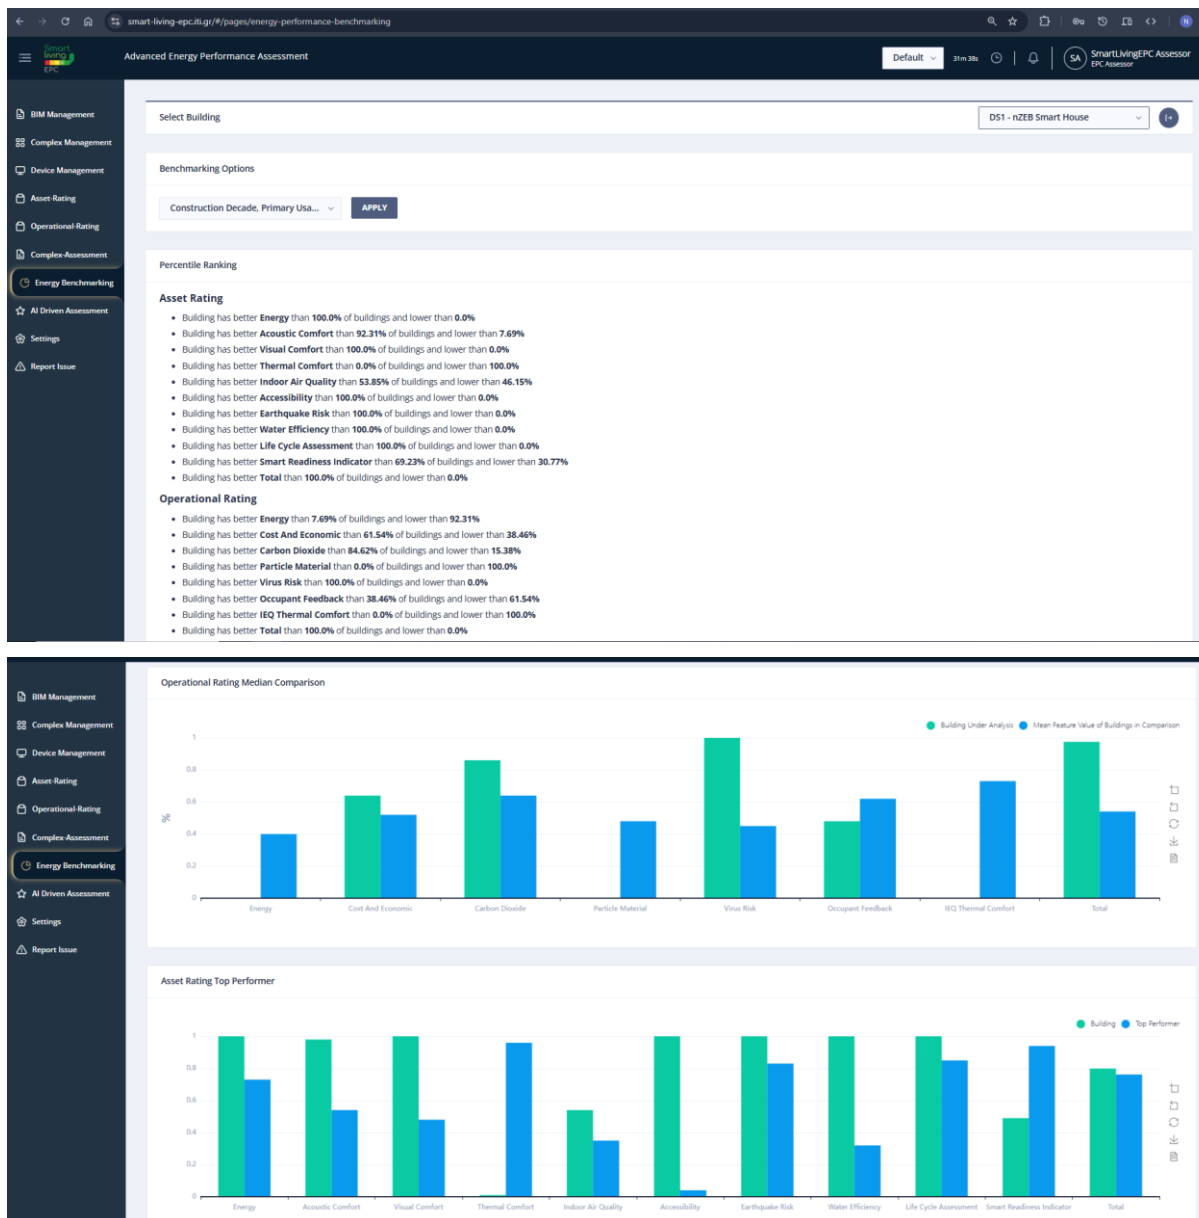 smart-living-epc.iti.gr/#/pages/energy-performance-benchmarking
N
Smart living EPC
Advanced Energy Performance Assessment
Default
31m 38s
SA
SmartLivingEPC Assessor
EPC Assessor
BIM Management
Complex Management
Device Management
Asset-Rating
Operational-Rating
Complex-Assessment
Energy Benchmarking
AI Driven Assessment
Settings
Report Issue
Select Building
DS1 - nZEB Smart House
Benchmarking Options
Construction Decade, Primary Usa...
APPLY
Percentile Ranking
Asset Rating
• Building has better Energy than 100.0% of buildings and lower than 0.0%
• Building has better Acoustic Comfort than 92.31% of buildings and lower than 7.69%
• Building has better Visual Comfort than 100.0% of buildings and lower than 0.0%
• Building has better Thermal Comfort than 0.0% of buildings and lower than 100.0%
• Building has better Indoor Air Quality than 53.85% of buildings and lower than 46.15%
• Building has better Accessibility than 100.0% of buildings and lower than 0.0%
• Building has better Earthquake Risk than 100.0% of buildings and lower than 0.0%
• Building has better Water Efficiency than 100.0% of buildings and lower than 0.0%
• Building has better Life Cycle Assessment than 100.0% of buildings and lower than 0.0%
• Building has better Smart Readiness Indicator than 69.23% of buildings and lower than 30.77%
• Building has better Total than 100.0% of buildings and lower than 0.0%
Operational Rating
• Building has better Energy than 7.69% of buildings and lower than 92.31%
• Building has better Cost And Economic than 61.54% of buildings and lower than 38.46%
• Building has better Carbon Dioxide than 84.62% of buildings and lower than 15.38%
• Building has better Particle Material than 0.0% of buildings and lower than 100.0%
• Building has better Virus Risk than 100.0% of buildings and lower than 0.0%
• Building has better Occupant Feedback than 38.46% of buildings and lower than 61.54%
• Building has better IEQ Thermal Comfort than 0.0% of buildings and lower than 100.0%
• Building has better Total than 100.0% of buildings and lower than 0.0%
BIM Management
Complex Management
Device Management
Asset-Rating
Operational-Rating
Complex-Assessment
Energy Benchmarking
AI Driven Assessment
Settings
Report Issue
Operational Rating Median Comparison
Building Under Analysis
Mean Feature Value of Buildings in Comparison
%
1
0.8
0.6
0.4
0.2
0
Energy
Cost And Economic
Carbon Dioxide
Particle Material
Virus Risk
Occupant Feedback
IEQ Thermal Comfort
Total
Asset Rating Top Performer
Building
Top Performer
1
0.8
0.6
0.4
0.2
0
Energy
Acoustic Comfort
Visual Comfort
Thermal Comfort
Indoor Air Quality
Accessibility
Earthquake Risk
Water Efficiency
Life Cycle Assessment
Smart Readiness Indicator
Total